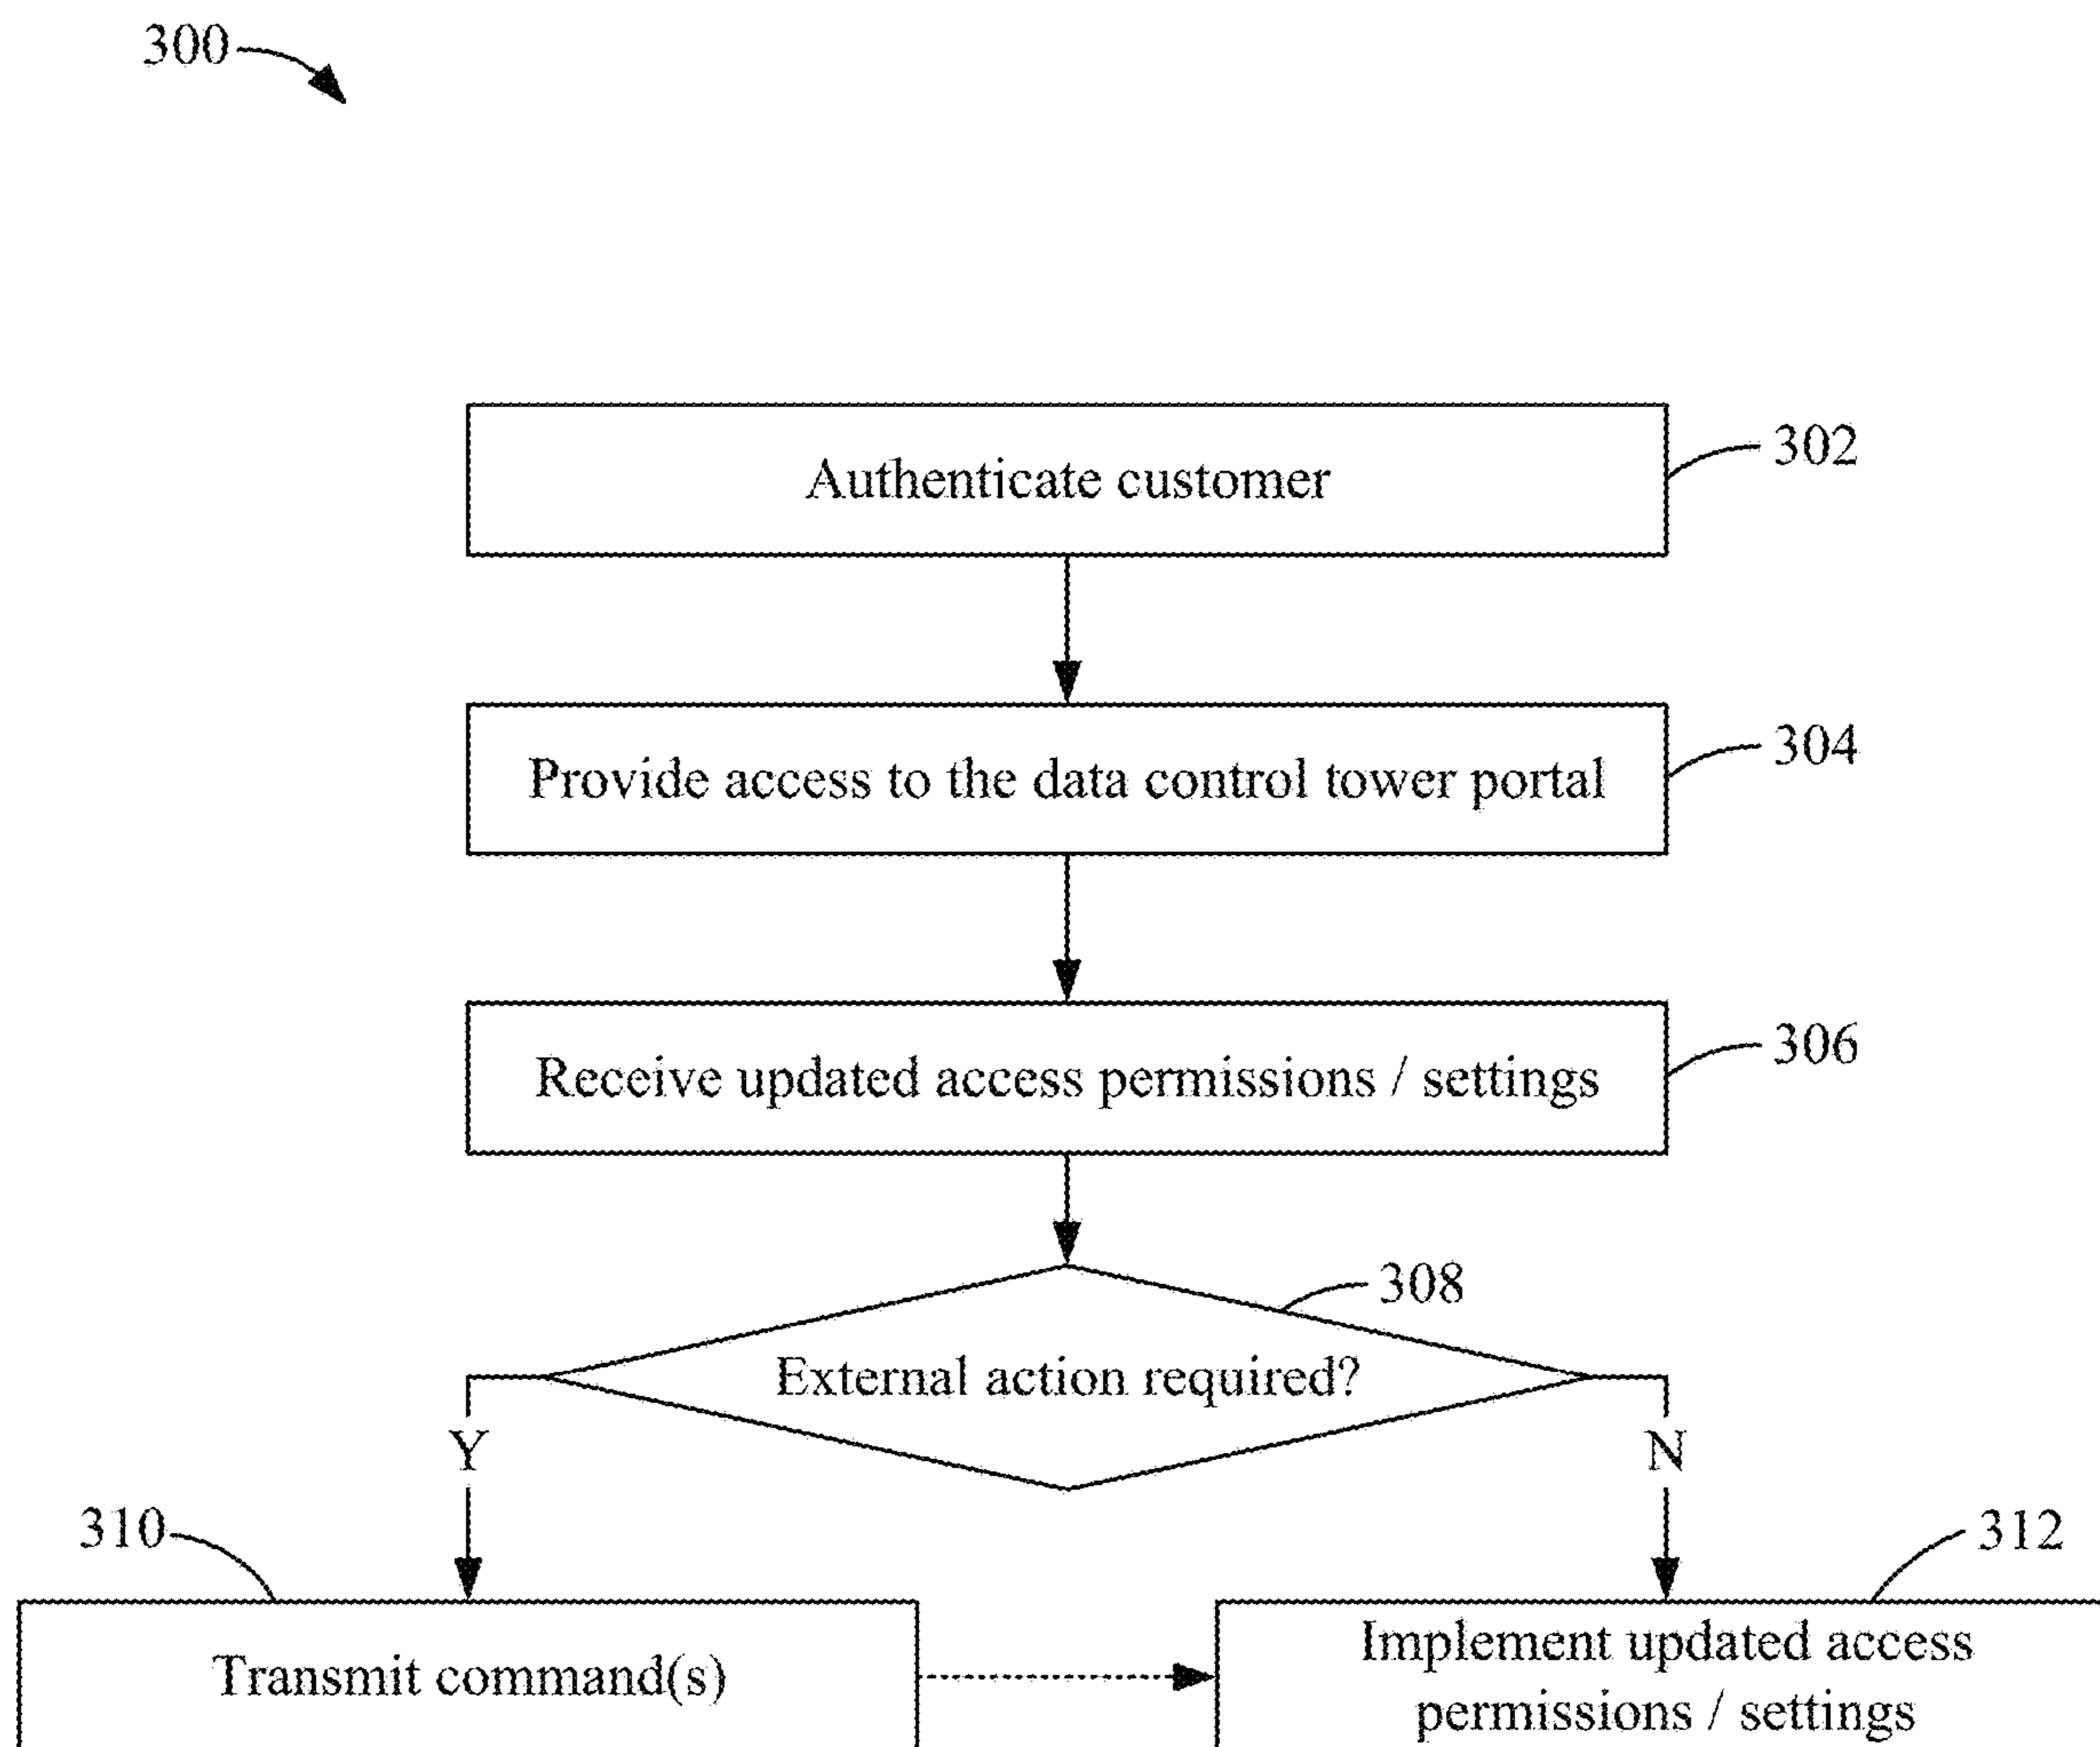 300
Authenticate customer
302
Provide access to the data control tower portal
304
Receive updated access permissions / settings
306
308
External action required?
Y
N
310
312
Transmit command(s)
Implement updated access
permissions / settings